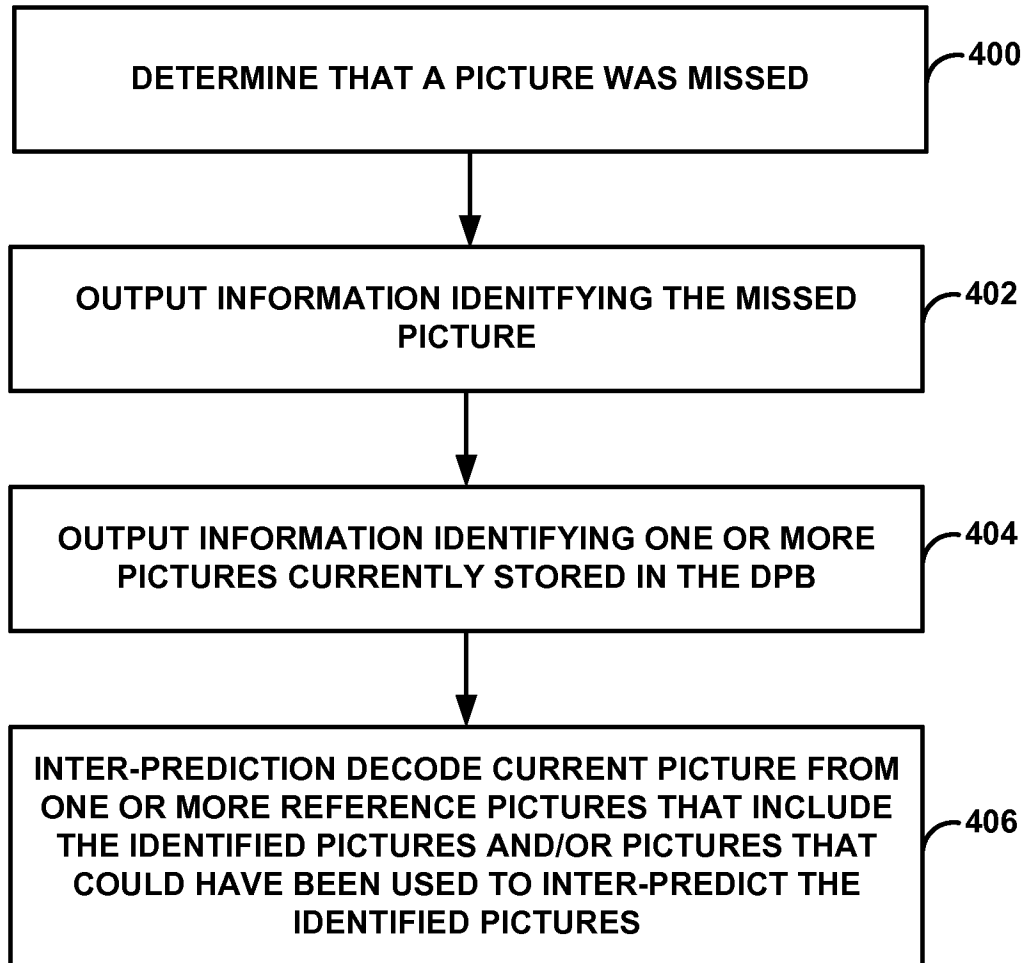 DETERMINE THAT A PICTURE WAS MISSED
400
OUTPUT INFORMATION IDENITFYING THE MISSED
PICTURE
402
OUTPUT INFORMATION IDENTIFYING ONE OR MORE
PICTURES CURRENTLY STORED IN THE DPB
404
INTER-PREDICTION DECODE CURRENT PICTURE FROM
ONE OR MORE REFERENCE PICTURES THAT INCLUDE
THE IDENTIFIED PICTURES AND/OR PICTURES THAT
COULD HAVE BEEN USED TO INTER-PREDICT THE
IDENTIFIED PICTURES
406